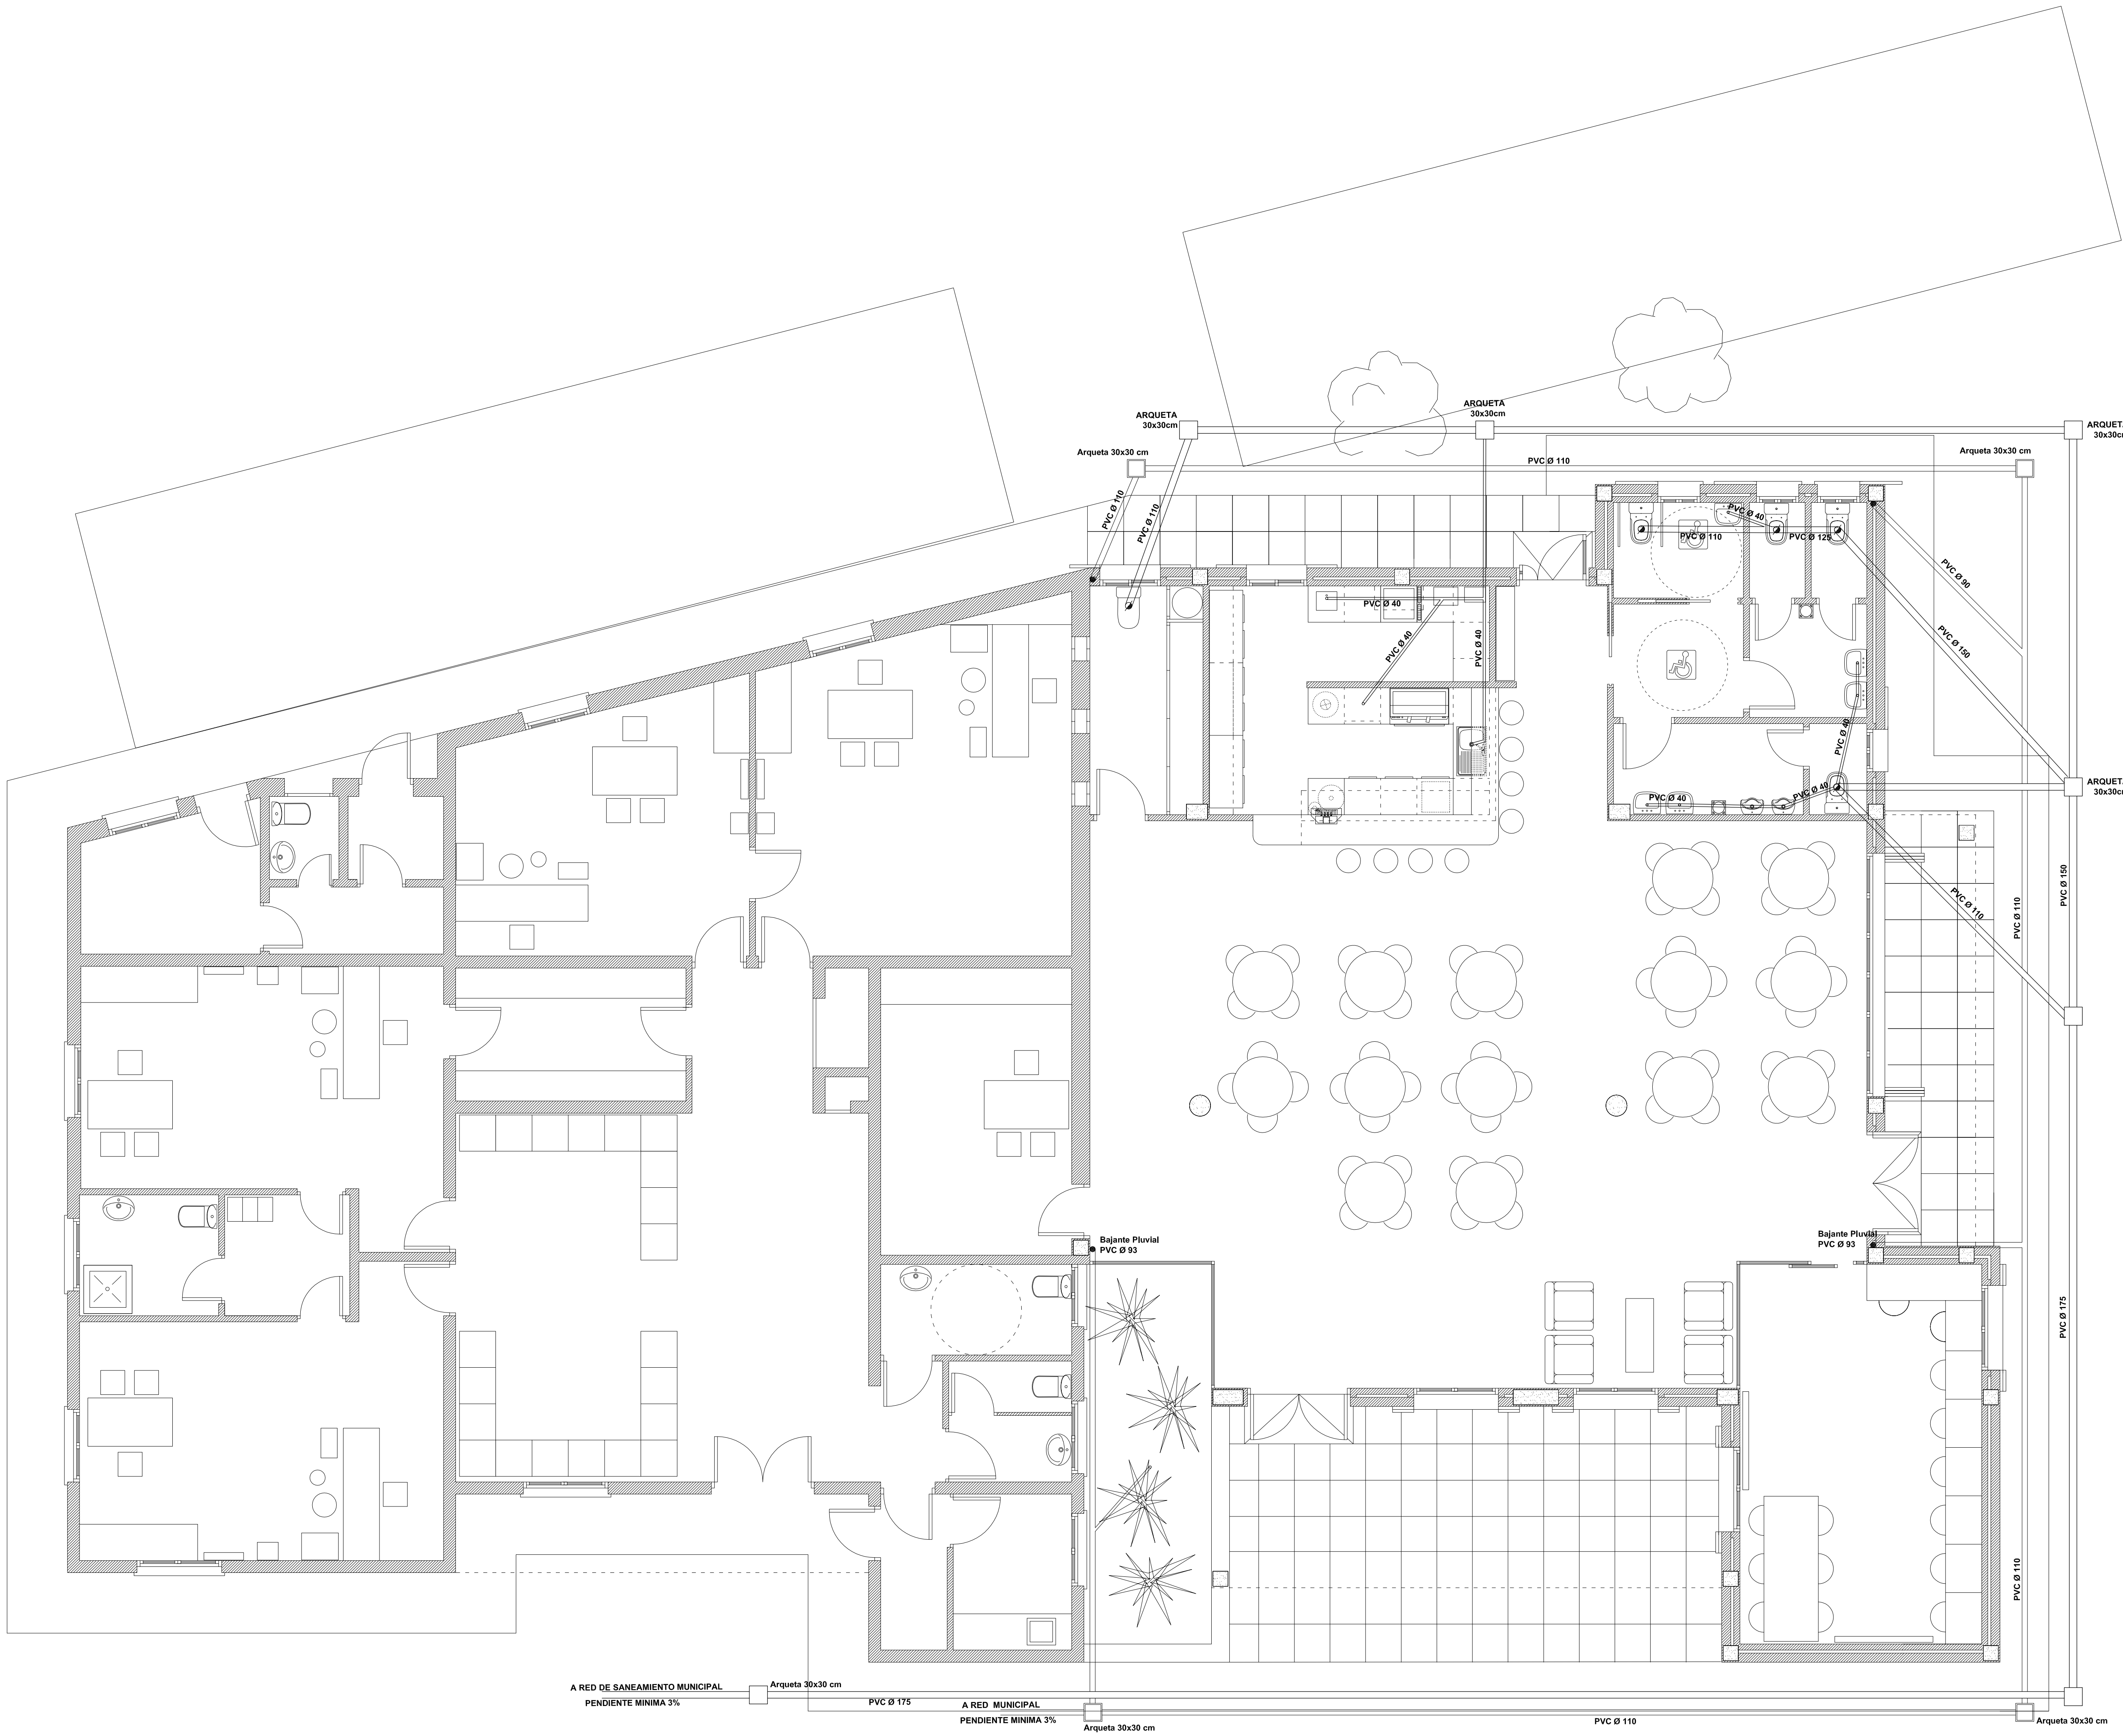 ARQUETA
30x30cm
ARQUETA
30x30cm
ARQUETA
30x30cm
Arqueta 30x30 cm
PVC Ø 110
Arqueta 30x30 cm
PVC Ø 110
PVC Ø 110
PVC Ø 40
PVC Ø 110
PVC Ø 125
PVC Ø 90
PVC Ø 40
PVC Ø 40
PVC Ø 40
PVC Ø 150
PVC Ø 40
PVC Ø 40
PVC Ø 40
ARQUETA
30x30cm
PVC Ø 110
PVC Ø 110
PVC Ø 150
Bajante Pluvial
PVC Ø 93
Bajante Pluvial
PVC Ø 93
PVC Ø 175
PVC Ø 110
A RED DE SANEAMIENTO MUNICIPAL
PENDIENTE MINIMA 3%
Arqueta 30x30 cm
PVC Ø 175
A RED MUNICIPAL
PENDIENTE MINIMA 3%
Arqueta 30x30 cm
PVC Ø 110
Arqueta 30x30 cm